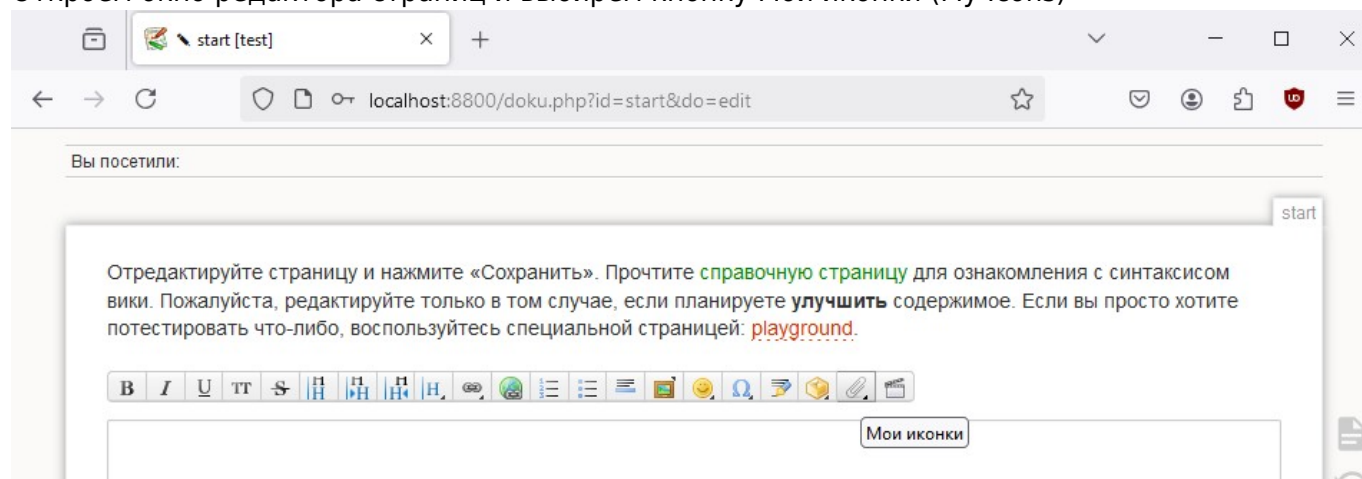 start [test]
localhost:8800/doku.php?id=start&do=edit
Вы посетили:
start
Отредактируйте страницу и нажмите «Сохранить». Прочтите справочную страницу для ознакомления с синтаксисом
вики. Пожалуйста, редактируйте только в том случае, если планируете улучшить содержимое. Если вы просто хотите
потестировать что-либо, воспользуйтесь специальной страницей: playground.
B I U TT S H H H H
Мои иконки